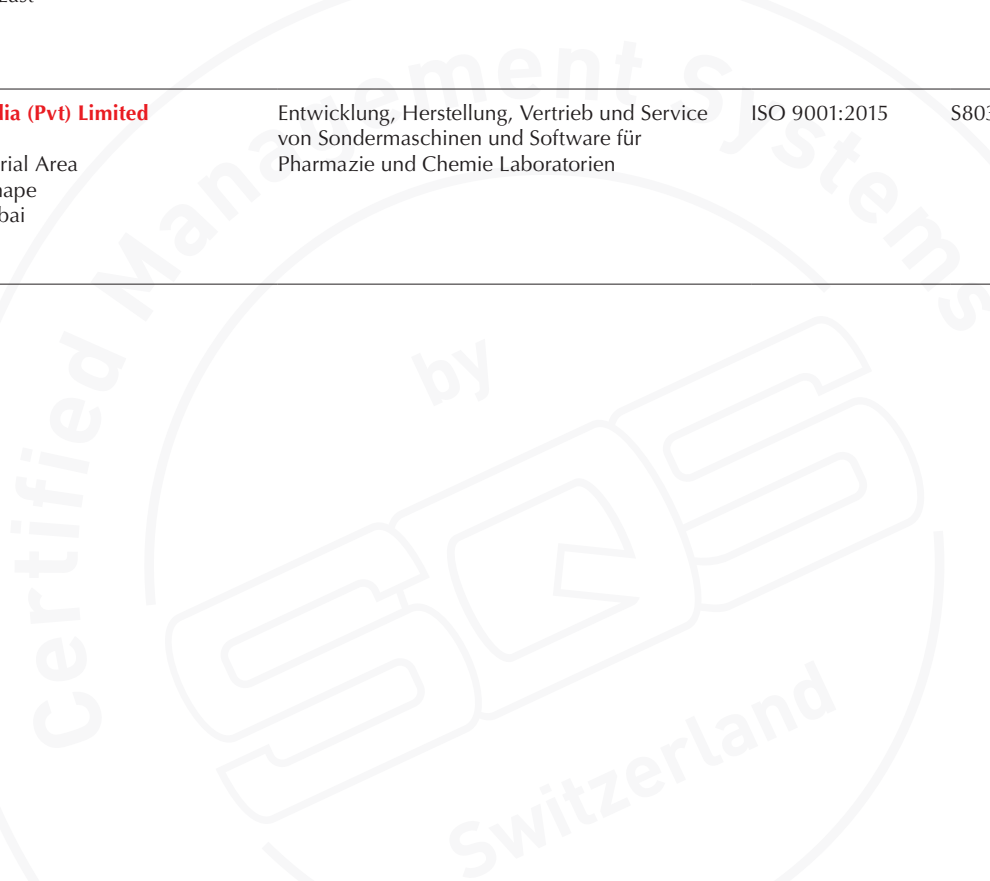 dia (Pvt) Limited
Entwicklung, Herstellung, Vertrieb und Service
von Sondermaschinen und Software für
Pharmazie und Chemie Laboratorien
ISO 9001:2015
S803
rial Area
hape
bai
Certified Management Systems
by
SQS
Switzerland